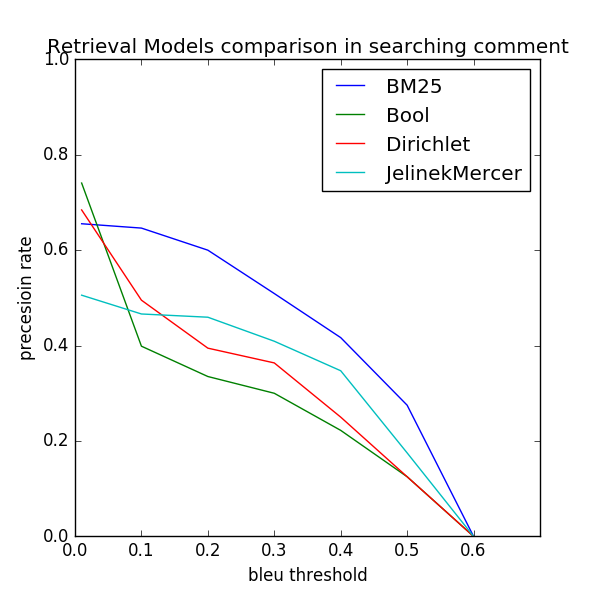 Retrieval Models comparison in searching comment
1.0
0.8
0.6
0.4
0.2
0.0
precesioin rate
BM25
Bool
Dirichlet
JelinekMercer
0.0 0.1 0.2 0.3 0.4 0.5 0.6
bleu threshold